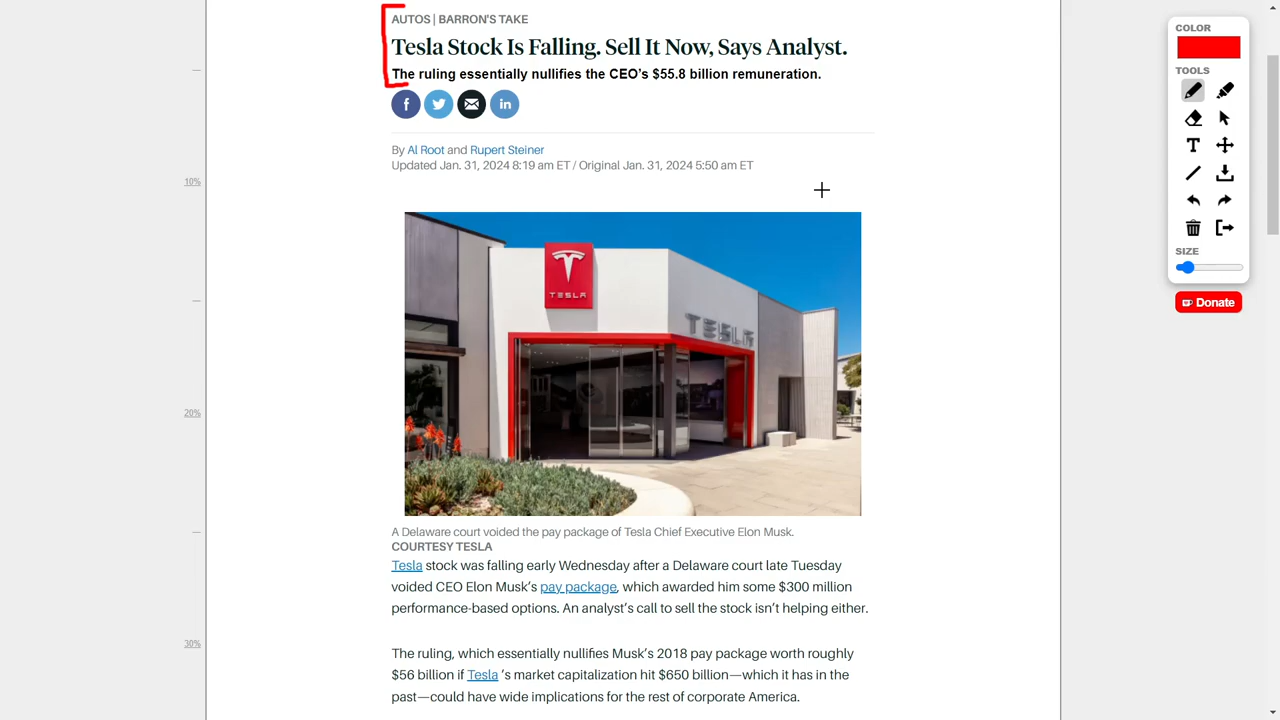 AUTOS | BARRON'S TAKE
Tesla Stock Is Falling. Sell It Now, Says Analyst.
The ruling essentially nullifies the CEO's $55.8 billion remuneration.
By Al Root and Rupert Steiner
Updated Jan. 31, 2024 8:19 am ET / Original Jan. 31, 2024 5:50 am ET
TESLA
TESLA
A Delaware court voided the pay package of Tesla Chief Executive Elon Musk.
COURTESY TESLA
Tesla stock was falling early Wednesday after a Delaware court late Tuesday
voided CEO Elon Musk's pay package, which awarded him some $300 million
performance-based options. An analyst's call to sell the stock isn't helping either.
The ruling, which essentially nullifies Musk's 2018 pay package worth roughly
$56 billion if Tesla 's market capitalization hit $650 billion—which it has in the
past—could have wide implications for the rest of corporate America.
10%
20%
30%
COLOR
TOOLS
T
SIZE
Donate